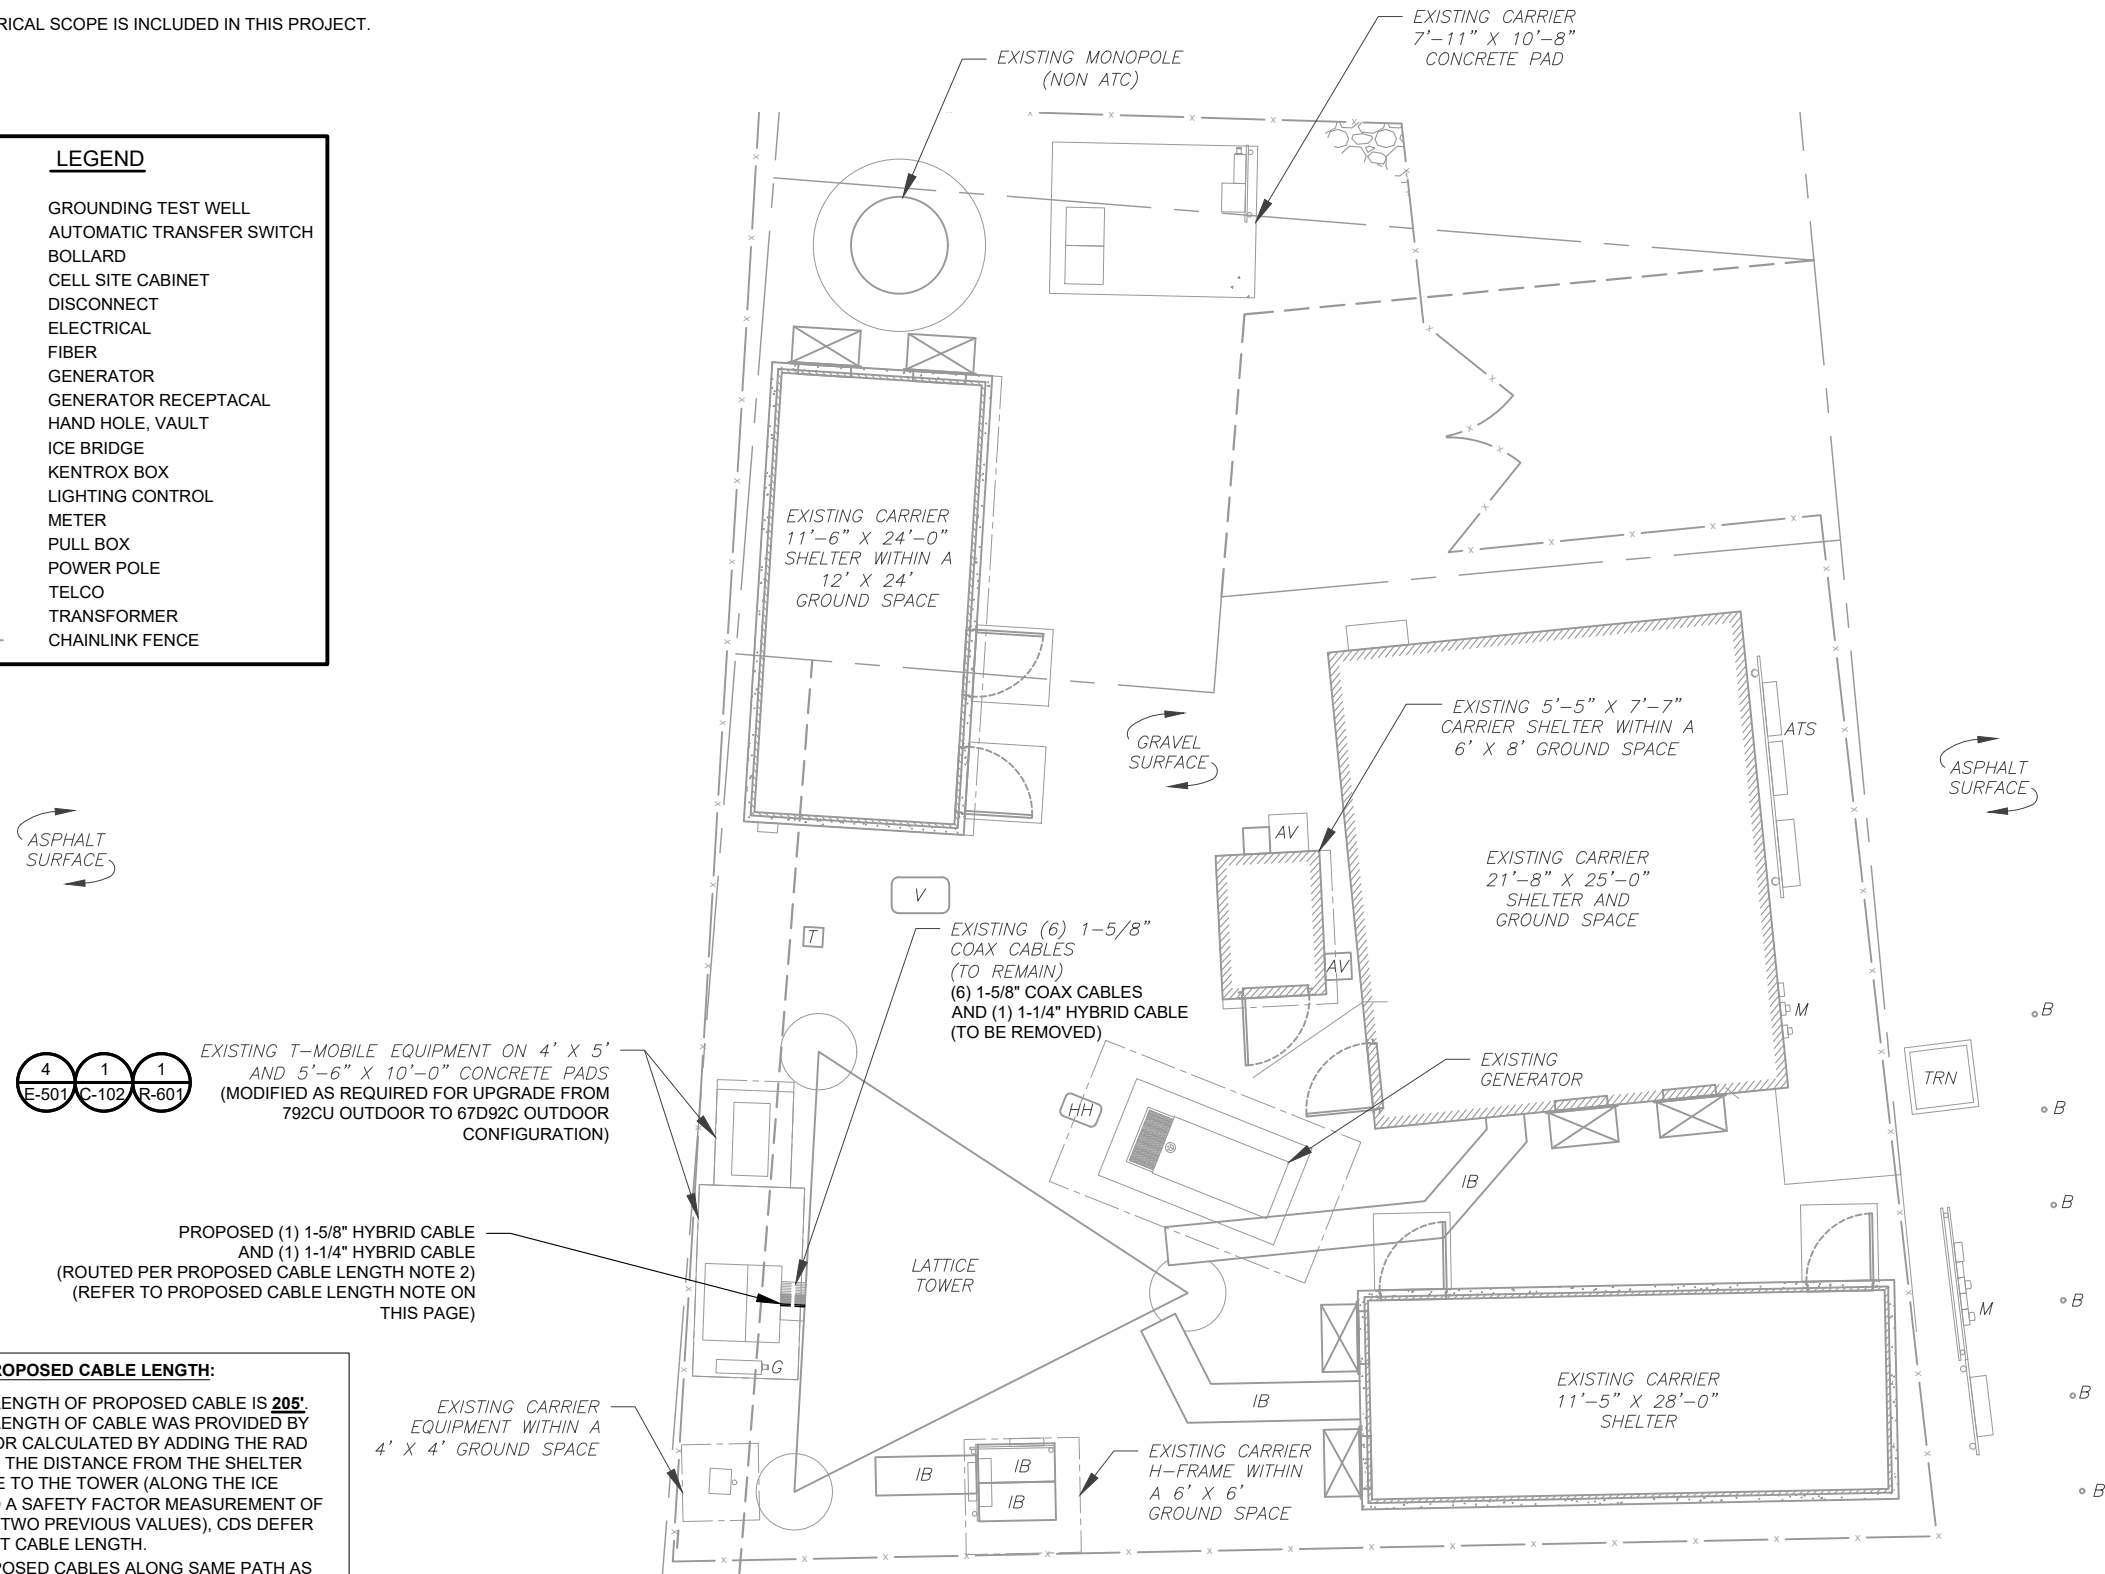 RICAL SCOPE IS INCLUDED IN THIS PROJECT.
LEGEND
GROUNDING TEST WELL
AUTOMATIC TRANSFER SWITCH
BOLLARD
CELL SITE CABINET
DISCONNECT
ELECTRICAL
FIBER
GENERATOR
GENERATOR RECEPTACAL
HAND HOLE, VAULT
ICE BRIDGE
KENTROX BOX
LIGHTING CONTROL
METER
PULL BOX
POWER POLE
TELCO
TRANSFORMER
CHAINLINK FENCE
EXISTING MONOPOLE
(NON ATC)
EXISTING CARRIER
7'-11" X 10'-8"
CONCRETE PAD
EXISTING CARRIER
11'-6" X 24'-0"
SHELTER WITHIN A
12' X 24'
GROUND SPACE
GRAVEL
SURFACE
EXISTING 5'-5" X 7'-7"
CARRIER SHELTER WITHIN A
6' X 8' GROUND SPACE
ATS
ASPHALT
SURFACE
ASPHALT
SURFACE
AV
EXISTING CARRIER
21'-8" X 25'-0"
SHELTER AND
GROUND SPACE
V
T
AV
EXISTING (6) 1-5/8"
COAX CABLES
(TO REMAIN)
(6) 1-5/8" COAX CABLES
AND (1) 1-1/4" HYBRID CABLE
(TO BE REMOVED)
M
B
4
E-501
1
C-102
1
R-601
EXISTING T-MOBILE EQUIPMENT ON 4' X 5'
AND 5'-6" X 10'-0" CONCRETE PADS
(MODIFIED AS REQUIRED FOR UPGRADE FROM
792CU OUTDOOR TO 67D92C OUTDOOR
CONFIGURATION)
HH
EXISTING
GENERATOR
TRN
B
IB
B
PROPOSED (1) 1-5/8" HYBRID CABLE
AND (1) 1-1/4" HYBRID CABLE
(ROUTED PER PROPOSED CABLE LENGTH NOTE 2)
(REFER TO PROPOSED CABLE LENGTH NOTE ON
THIS PAGE)
LATTICE
TOWER
M
B
G
ROPOSED CABLE LENGTH:
LENGTH OF PROPOSED CABLE IS 205'.
LENGTH OF CABLE WAS PROVIDED BY
OR CALCULATED BY ADDING THE RAD
THE DISTANCE FROM THE SHELTER
E TO THE TOWER (ALONG THE ICE
A SAFETY FACTOR MEASUREMENT OF
TWO PREVIOUS VALUES), CDS DEFER
T CABLE LENGTH.
POSED CABLES ALONG SAME PATH AS
EXISTING CARRIER
EQUIPMENT WITHIN A
4' X 4' GROUND SPACE
IB
EXISTING CARRIER
11'-5" X 28'-0"
SHELTER
B
IB
IB
IB
EXISTING CARRIER
H-FRAME WITHIN
A 6' X 6'
GROUND SPACE
B